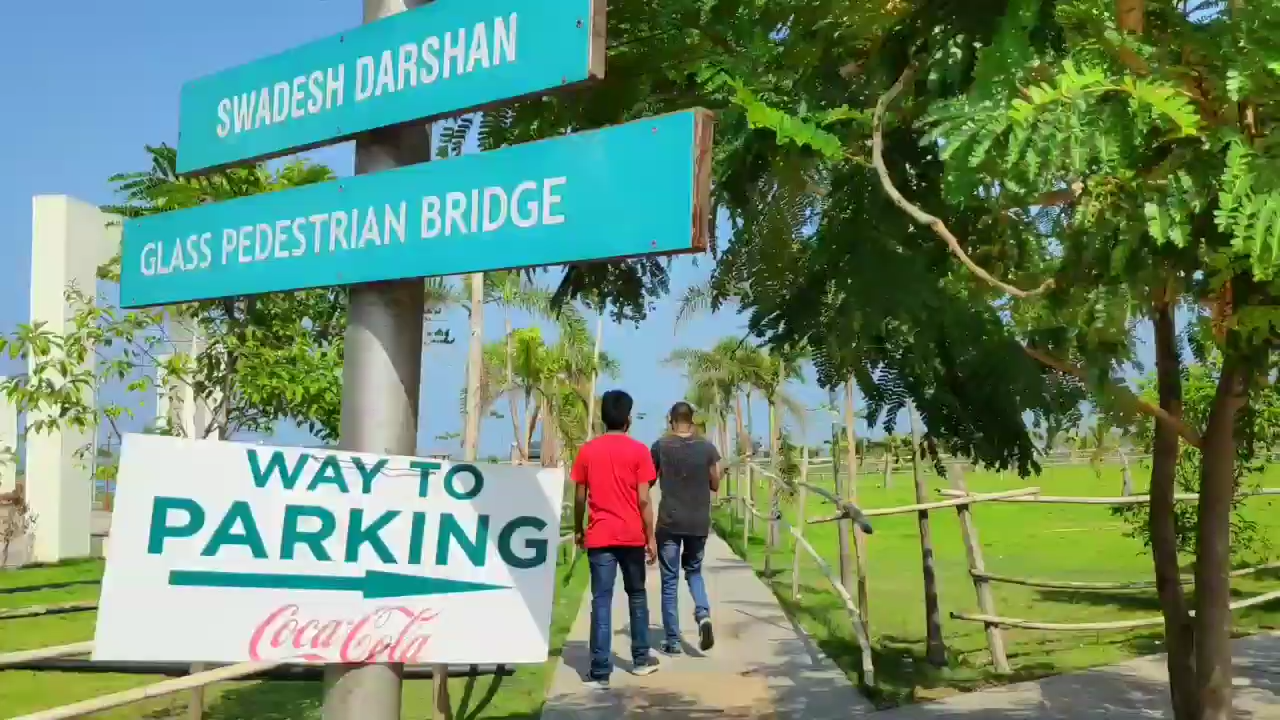 SWADESH DARSHAN
GLASS PEDESTRIAN BRIDGE
WAY TO
PARKING
Coca-Cola